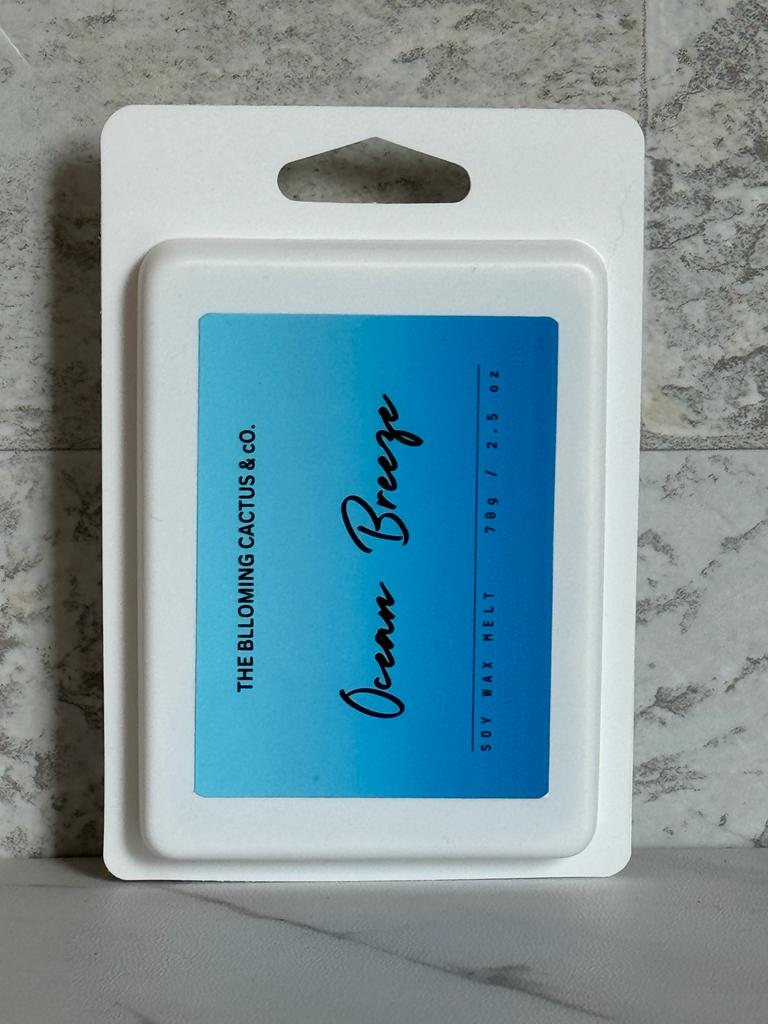 THE BLLOMING CACTUS & cO.
Ocean Breeze
SOY WAX MELT 70g / 2.5 oz